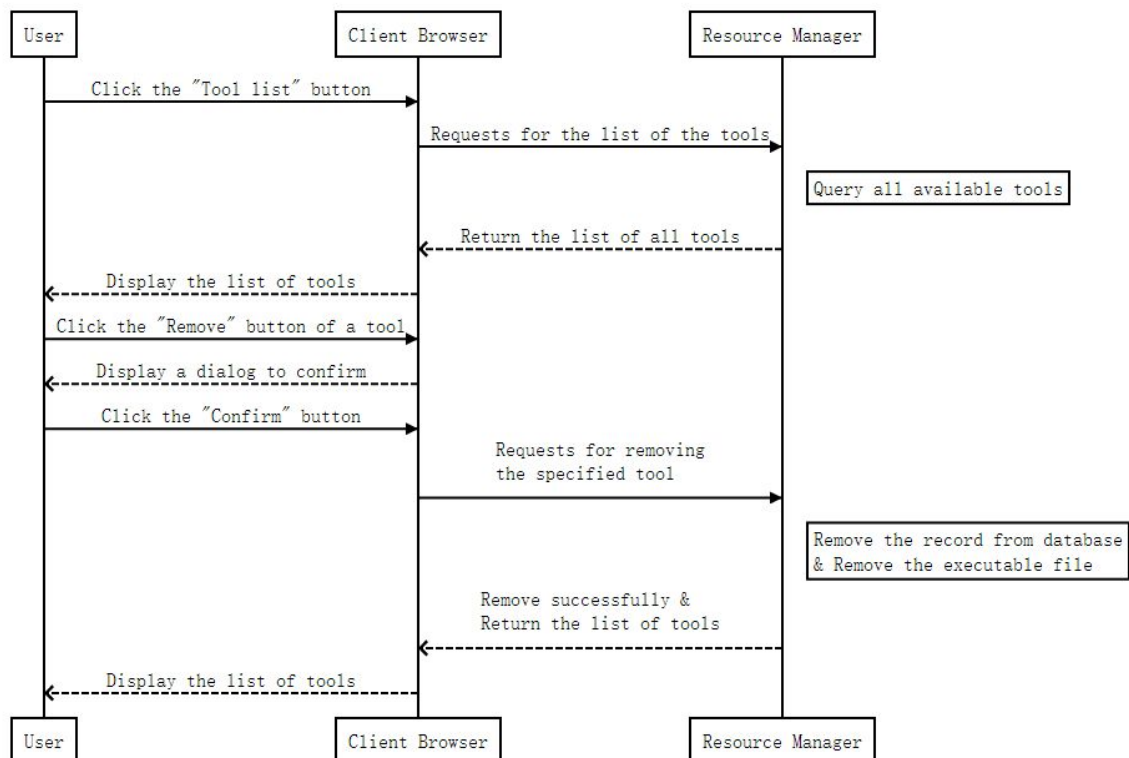 User
Client Browser
Resource Manager
Click the "Tool list" button
Requests for the list of the tools
Query all available tools
Return the list of all tools
Display the list of tools
Click the "Remove" button of a tool
Display a dialog to confirm
Click the "Confirm" button
Requests for removing
the specified tool
Remove the record from database
& Remove the executable file
Remove successfully &
Return the list of tools
Display the list of tools
User
Client Browser
Resource Manager